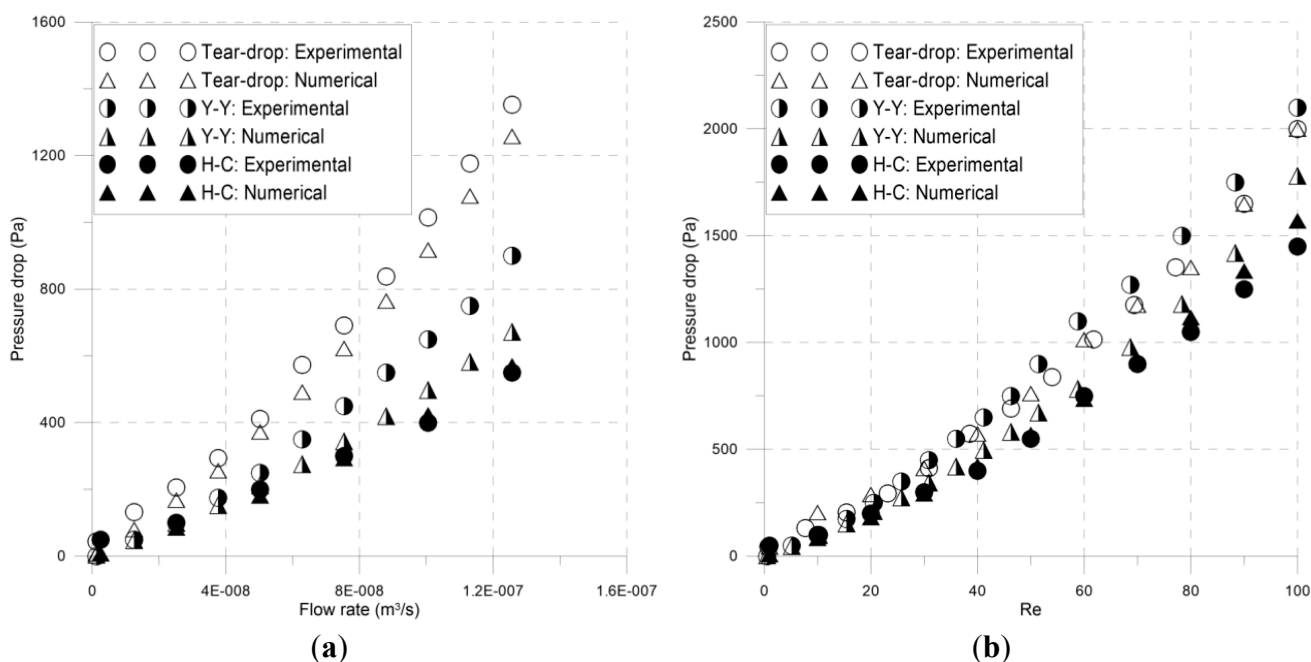 1600
1200
800
400
0
Pressure drop (Pa)
Tear-drop: Experimental
Tear-drop: Numerical
Y-Y: Experimental
Y-Y: Numerical
H-C: Experimental
H-C: Numerical
0 4E-008 8E-008 1.2E-007 1.6E-007
Flow rate (m³/s)
(a)
2500
2000
1500
1000
500
0
Pressure drop (Pa)
Tear-drop: Experimental
Tear-drop: Numerical
Y-Y: Experimental
Y-Y: Numerical
H-C: Experimental
H-C: Numerical
0 20 40 60 80 100
Re
(b)